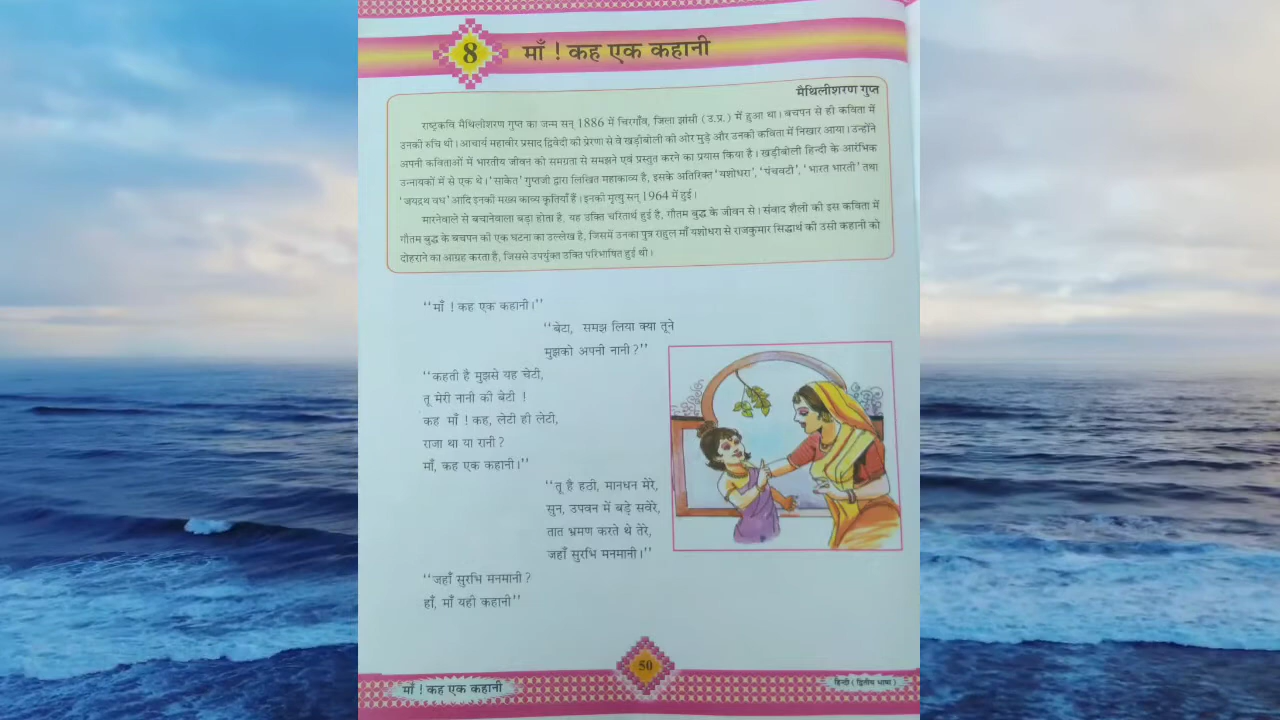 8
माँ ! कह एक कहानी
मैथिलीशरण गुप्त
राष्ट्रकवि मैथिलीशरण गुप्त का जन्म सन् 1886 में चिरगाँव, जिला झांसी ( उ.प्र. ) में हुआ था। बचपन से ही कविता में
उनकी रुचि थी। आचार्य महावीर प्रसाद द्विवेदी की प्रेरणा से वे खड़ीबोली की ओर मुड़े और उनकी कविता में निखार आया। उन्होंने
अपनी कविताओं में भारतीय जीवन को समग्रता से समझने एवं प्रस्तुत करने का प्रयास किया है। खड़ीबोली हिन्दी के आरंभिक
उन्नायकों में से एक थे। 'साकेत' गुप्तजी द्वारा लिखित महाकाव्य है, इसके अतिरिक्त 'यशोधरा', 'पंचवटी', 'भारत भारती' तथा
'जयद्रथ वध' आदि इनकी मख्य काव्य कृतियाँ हैं। इनकी मृत्यु सन् 1964 में हुई।
मारनेवाले से बचानेवाला बड़ा होता है, यह उक्ति चरितार्थ हुई है, गौतम बुद्ध के जीवन से। संवाद शैली की इस कविता में
गौतम बुद्ध के बचपन की एक घटना का उल्लेख है, जिसमें उनका पुत्र राहुल माँ यशोधरा से राजकुमार सिद्धार्थ की उसी कहानी को
दोहराने का आग्रह करता है, जिससे उपर्युक्त उक्ति परिभाषित हुई थी।
"माँ ! कह एक कहानी।"
"बेटा, समझ लिया क्या तूने
मुझको अपनी नानी ?"
"कहती है मुझसे यह चेटी,
तू मेरी नानी की बेटी !
कह माँ ! कह, लेटी ही लेटी,
राजा था या रानी ?
माँ, कह एक कहानी।"
"तू है हठी, मानधन मेरे,
सुन, उपवन में बड़े सवेरे,
तात भ्रमण करते थे तेरे,
जहाँ सुरभि मनमानी।"
"जहाँ सुरभि मनमानी ?
हाँ, माँ यही कहानी"
50
माँ ! कह एक कहानी
हिन्दी ( द्वितीय भाषा )